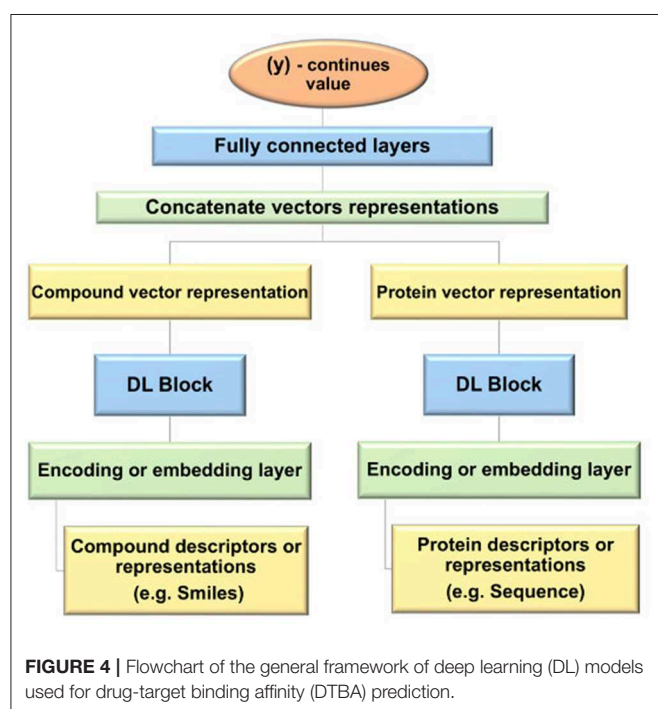 (y) - continues
value
Fully connected layers
Concatenate vectors representations
Compound vector representation
Protein vector representation
DL Block
DL Block
Encoding or embedding layer
Encoding or embedding layer
Compound descriptors or
representations
(e.g. Smiles)
Protein descriptors or
representations
(e.g. Sequence)
FIGURE 4 | Flowchart of the general framework of deep learning (DL) models
used for drug-target binding affinity (DTBA) prediction.